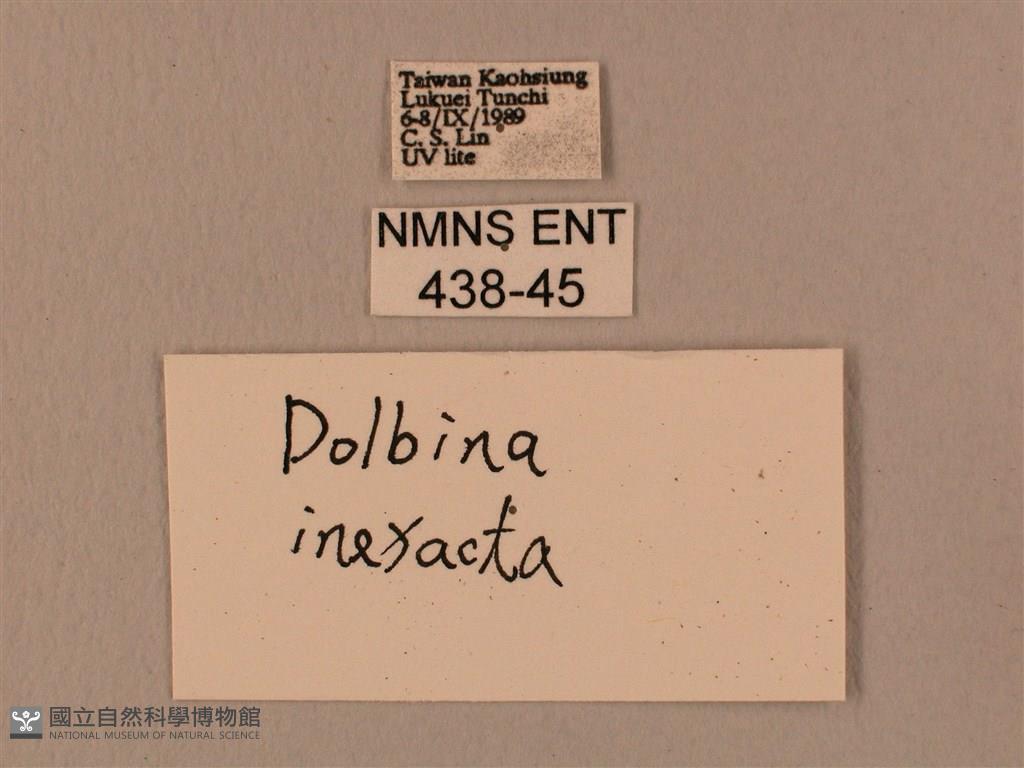 Taiwan Kaohsiung
Lukuei Tunchi
6-8/IX/1989
C. S. Lin
UV lite
NMNS ENT
438-45
Dolbina
inexacta
國立自然科學博物館
NATIONAL MUSEUM OF NATURAL SCIENCE